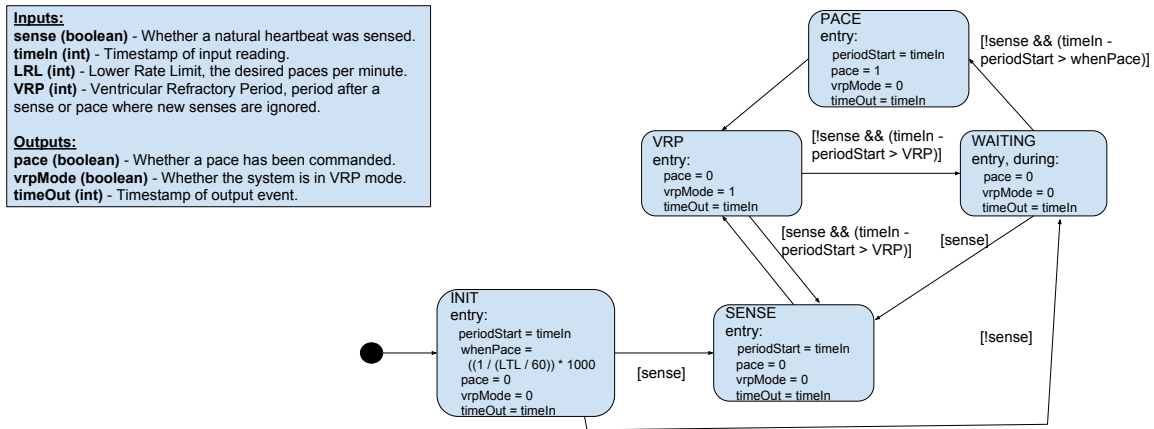 Inputs:
sense (boolean) - Whether a natural heartbeat was sensed.
timeIn (int) - Timestamp of input reading.
LRL (int) - Lower Rate Limit, the desired paces per minute.
VRP (int) - Ventricular Refractory Period, period after a
sense or pace where new senses are ignored.
Outputs:
pace (boolean) - Whether a pace has been commanded.
vrpMode (boolean) - Whether the system is in VRP mode.
timeOut (int) - Timestamp of output event.
PACE
entry:
periodStart = timeIn
pace = 1
vrpMode = 0
timeOut = timeIn
[!sense && (timeIn -
periodStart > whenPace)]
VRP
entry:
pace = 0
vrpMode = 1
timeOut = timeIn
[!sense && (timeIn -
periodStart > VRP)]
WAITING
entry, during:
pace = 0
vrpMode = 0
timeOut = timeIn
[sense && (timeIn -
periodStart > VRP)]
[sense]
INIT
entry:
periodStart = timeIn
whenPace =
((1 / (LTL / 60)) * 1000
pace = 0
vrpMode = 0
timeOut = timeIn
[sense]
SENSE
entry:
periodStart = timeIn
pace = 0
vrpMode = 0
timeOut = timeIn
[!sense]